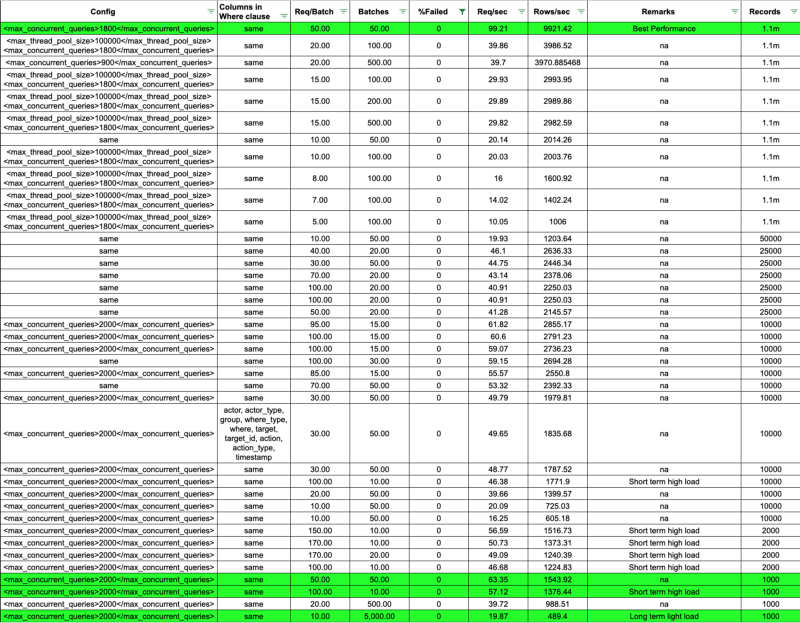 Config Columns in Where clause Req/Batch Batches %Failed Req/sec Rows/sec Remarks Records
<max_concurrent_queries>1800</max_concurrent_queries> same 50.00 50.00 0 99.21 9921.42 Best Performance 1.1m
<max_thread_pool_size>100000</max_thread_pool_size>
<max_concurrent_queries>1800</max_concurrent_queries> same 20.00 100.00 0 39.86 3986.52 na 1.1m
<max_concurrent_queries>900</max_concurrent_queries> same 20.00 500.00 0 39.7 3970.885468 na 1.1m
<max_thread_pool_size>100000</max_thread_pool_size>
<max_concurrent_queries>1800</max_concurrent_queries> same 15.00 100.00 0 29.93 2993.95 na 1.1m
<max_thread_pool_size>100000</max_thread_pool_size>
<max_concurrent_queries>1800</max_concurrent_queries> same 15.00 200.00 0 29.89 2989.86 na 1.1m
<max_thread_pool_size>100000</max_thread_pool_size>
<max_concurrent_queries>1800</max_concurrent_queries> same 15.00 500.00 0 29.82 2982.59 na 1.1m
same same 10.00 50.00 0 20.14 2014.26 na 1.1m
<max_thread_pool_size>100000</max_thread_pool_size>
<max_concurrent_queries>1800</max_concurrent_queries> same 10.00 100.00 0 20.03 2003.76 na 1.1m
<max_thread_pool_size>100000</max_thread_pool_size>
<max_concurrent_queries>1800</max_concurrent_queries> same 8.00 100.00 0 16 1600.92 na 1.1m
<max_thread_pool_size>100000</max_thread_pool_size>
<max_concurrent_queries>1800</max_concurrent_queries> same 7.00 100.00 0 14.02 1402.24 na 1.1m
<max_thread_pool_size>100000</max_thread_pool_size>
<max_concurrent_queries>1800</max_concurrent_queries> same 5.00 100.00 0 10.05 1006 na 1.1m
same same 10.00 50.00 0 19.93 1203.64 na 50000
same same 40.00 20.00 0 46.1 2636.33 na 25000
same same 30.00 50.00 0 44.75 2446.34 na 25000
same same 70.00 20.00 0 43.14 2378.06 na 25000
same same 100.00 20.00 0 40.91 2250.03 na 25000
same same 100.00 20.00 0 40.91 2250.03 na 25000
same same 50.00 20.00 0 41.28 2145.57 na 25000
<max_concurrent_queries>2000</max_concurrent_queries> same 95.00 15.00 0 61.82 2855.17 na 10000
<max_concurrent_queries>2000</max_concurrent_queries> same 100.00 15.00 0 60.6 2791.23 na 10000
<max_concurrent_queries>2000</max_concurrent_queries> same 100.00 15.00 0 59.07 2736.23 na 10000
same same 100.00 30.00 0 59.15 2694.28 na 10000
<max_concurrent_queries>2000</max_concurrent_queries> same 85.00 15.00 0 55.57 2550.8 na 10000
same same 70.00 50.00 0 53.32 2392.33 na 10000
<max_concurrent_queries>2000</max_concurrent_queries> same 30.00 50.00 0 49.79 1979.81 na 10000
actor, actor_type,
group, where_type,
where, target,
<max_concurrent_queries>2000</max_concurrent_queries> target_id, action, 30.00 50.00 0 49.65 1835.68 na 10000
action_type,
timestamp
<max_concurrent_queries>2000</max_concurrent_queries> same 30.00 50.00 0 48.77 1787.52 na 10000
<max_concurrent_queries>2000</max_concurrent_queries> same 100.00 10.00 0 46.38 1771.9 Short term high load 10000
<max_concurrent_queries>2000</max_concurrent_queries> same 20.00 50.00 0 39.66 1399.57 na 10000
<max_concurrent_queries>2000</max_concurrent_queries> same 10.00 50.00 0 20.09 725.03 na 10000
<max_concurrent_queries>2000</max_concurrent_queries> same 10.00 50.00 0 16.25 605.18 na 10000
<max_concurrent_queries>2000</max_concurrent_queries> same 150.00 10.00 0 56.59 1516.73 Short term high load 2000
<max_concurrent_queries>2000</max_concurrent_queries> same 170.00 10.00 0 50.73 1373.31 Short term high load 2000
<max_concurrent_queries>2000</max_concurrent_queries> same 170.00 20.00 0 49.09 1240.39 Short term high load 2000
<max_concurrent_queries>2000</max_concurrent_queries> same 100.00 10.00 0 46.68 1224.83 Short term high load 2000
<max_concurrent_queries>2000</max_concurrent_queries> same 50.00 50.00 0 63.35 1543.92 na 1000
<max_concurrent_queries>2000</max_concurrent_queries> same 100.00 10.00 0 57.12 1376.44 Short term high load 1000
<max_concurrent_queries>2000</max_concurrent_queries> same 20.00 500.00 0 39.72 988.51 na 1000
<max_concurrent_queries>2000</max_concurrent_queries> same 10.00 5,000.00 0 19.87 489.4 Long term light load 1000